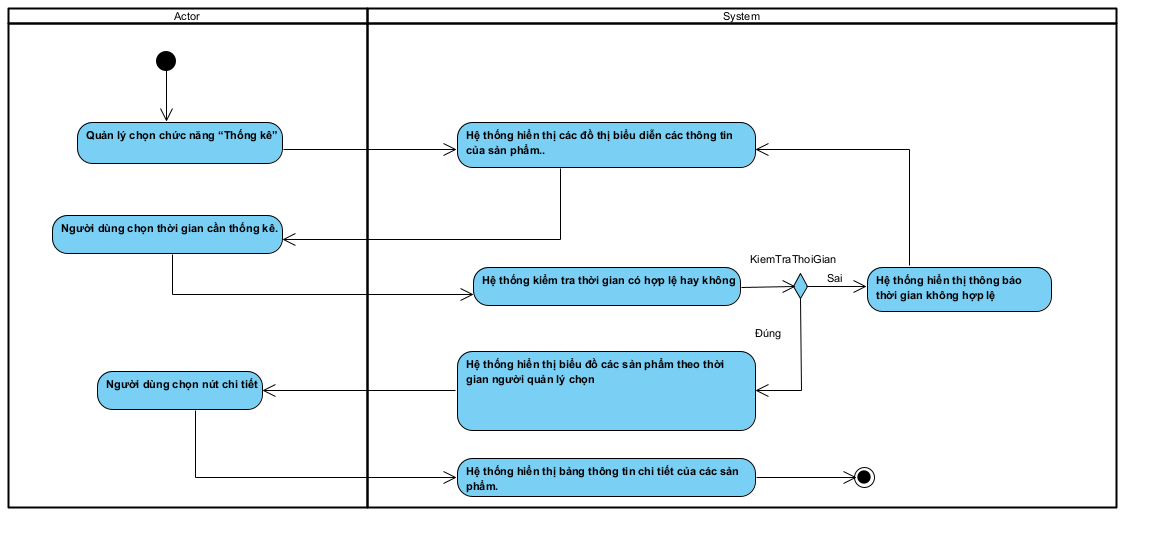 Actor
System
Quản lý chọn chức năng “Thống kê”
Hệ thống hiển thị các đồ thị biểu diễn các thông tin
của sản phẩm..
Người dùng chọn thời gian cần thống kê.
KiemTraThoiGian
Hệ thống kiểm tra thời gian có hợp lệ hay không
Sai
Hệ thống hiển thị thông báo
thời gian không hợp lệ
Đúng
Hệ thống hiển thị biểu đồ các sản phẩm theo thời
gian người quản lý chọn
Người dùng chọn nút chi tiết
Hệ thống hiển thị bảng thông tin chi tiết của các sản
phẩm.